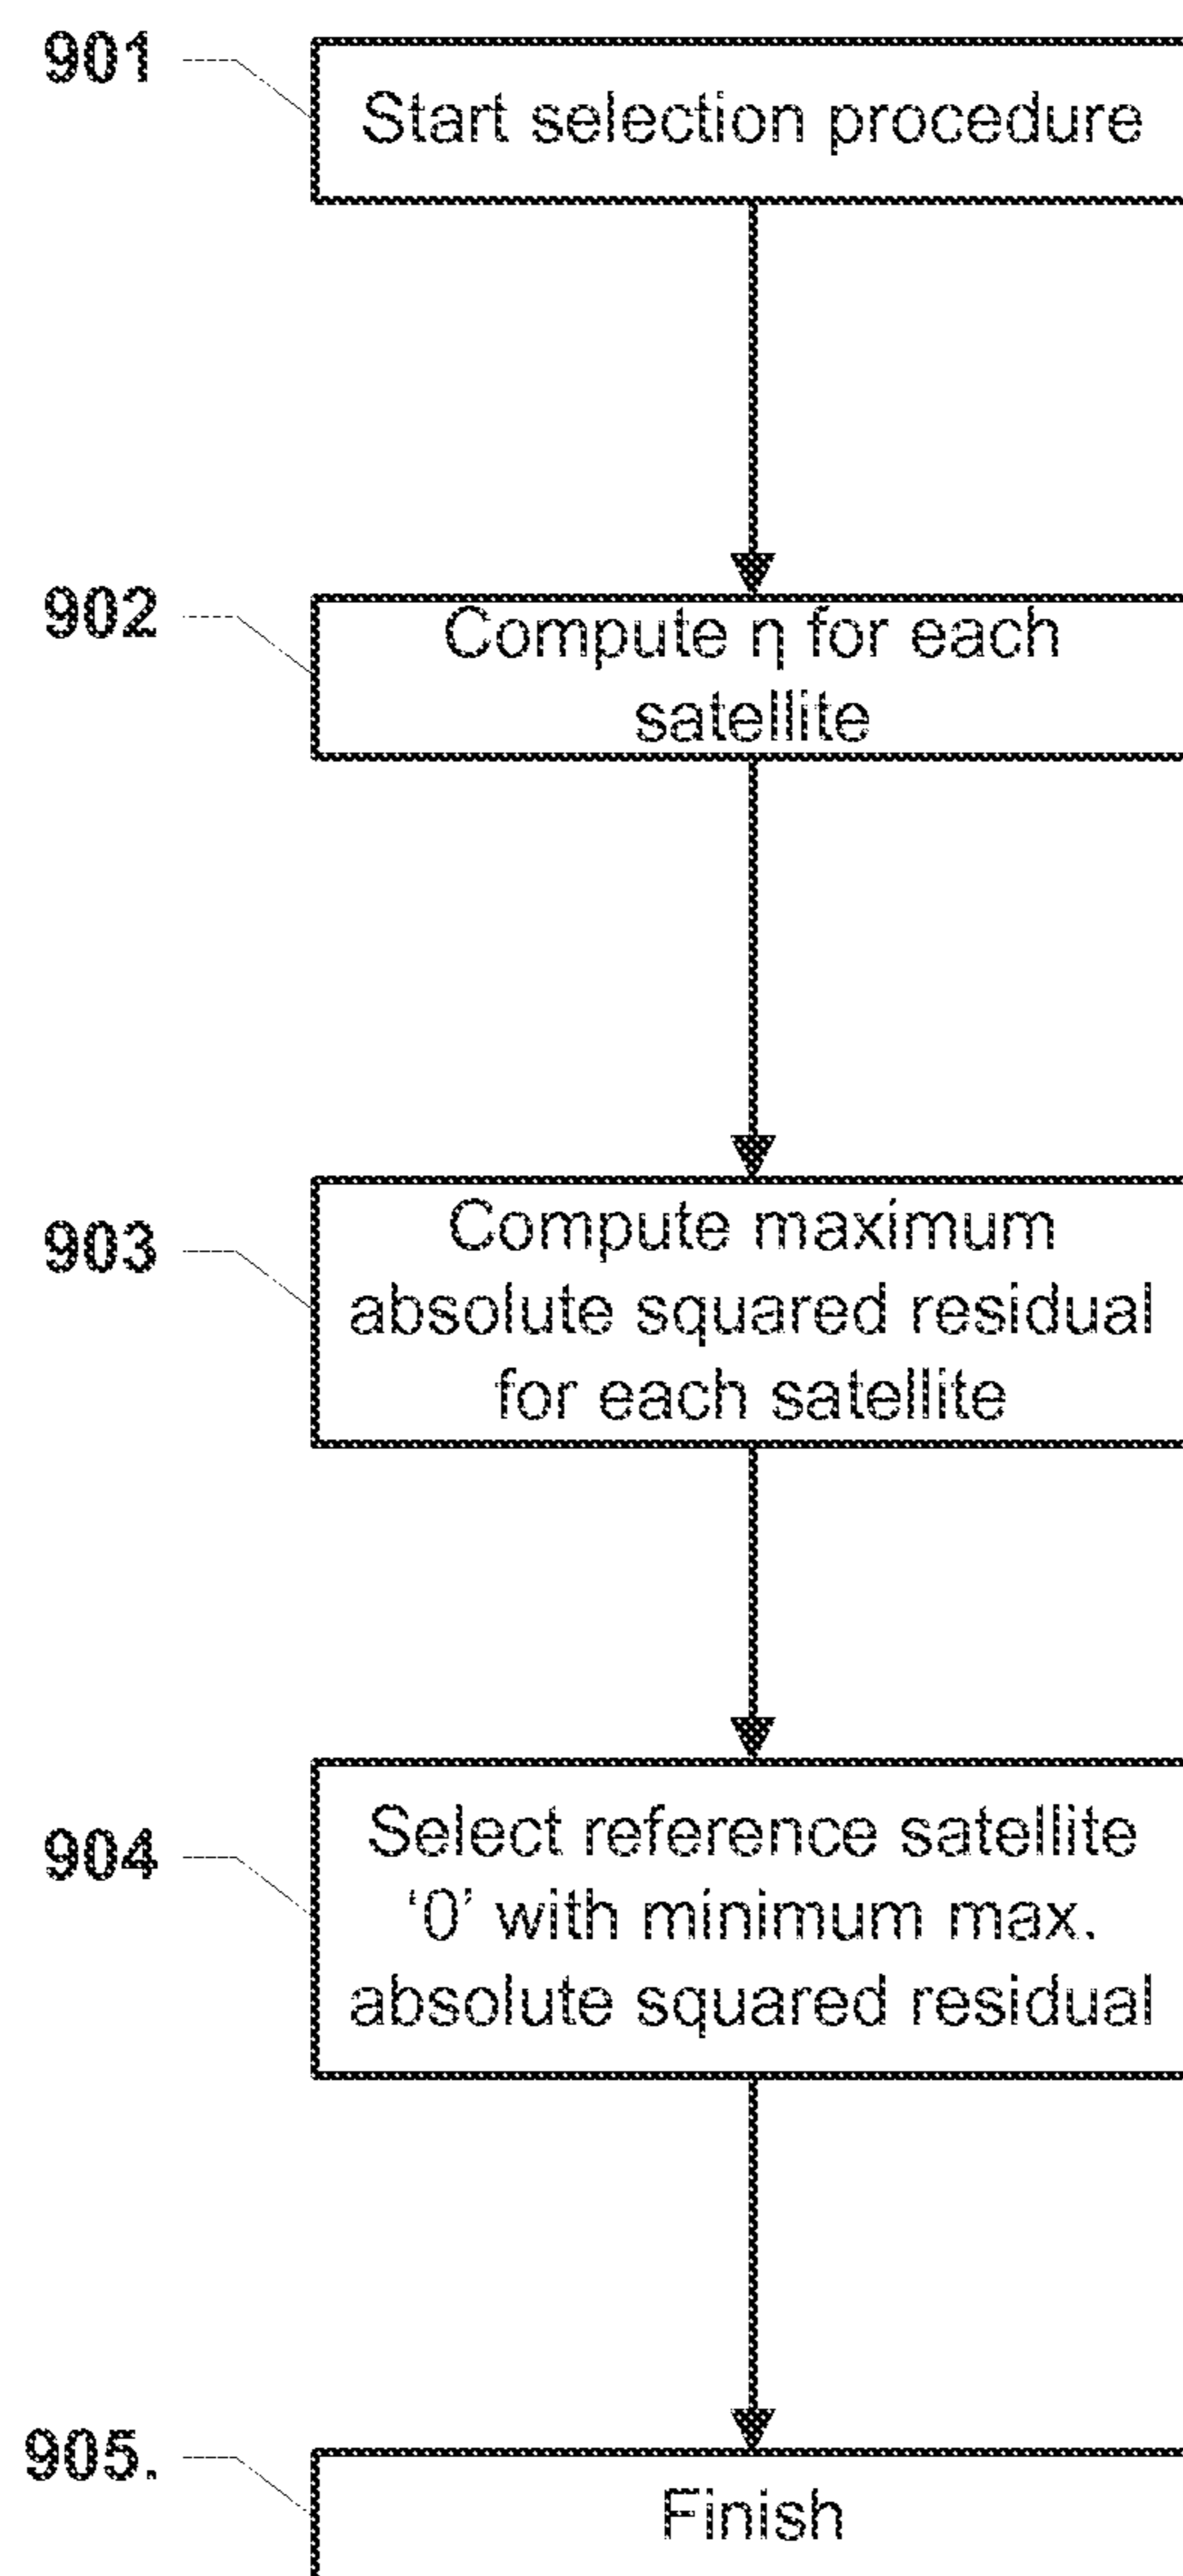 901
Start selection procedure
902
Compute η for each
satellite
903
Compute maximum
absolute squared residual
for each satellite
904
Select reference satellite
‘0’ with minimum max.
absolute squared residual
905.
Finish